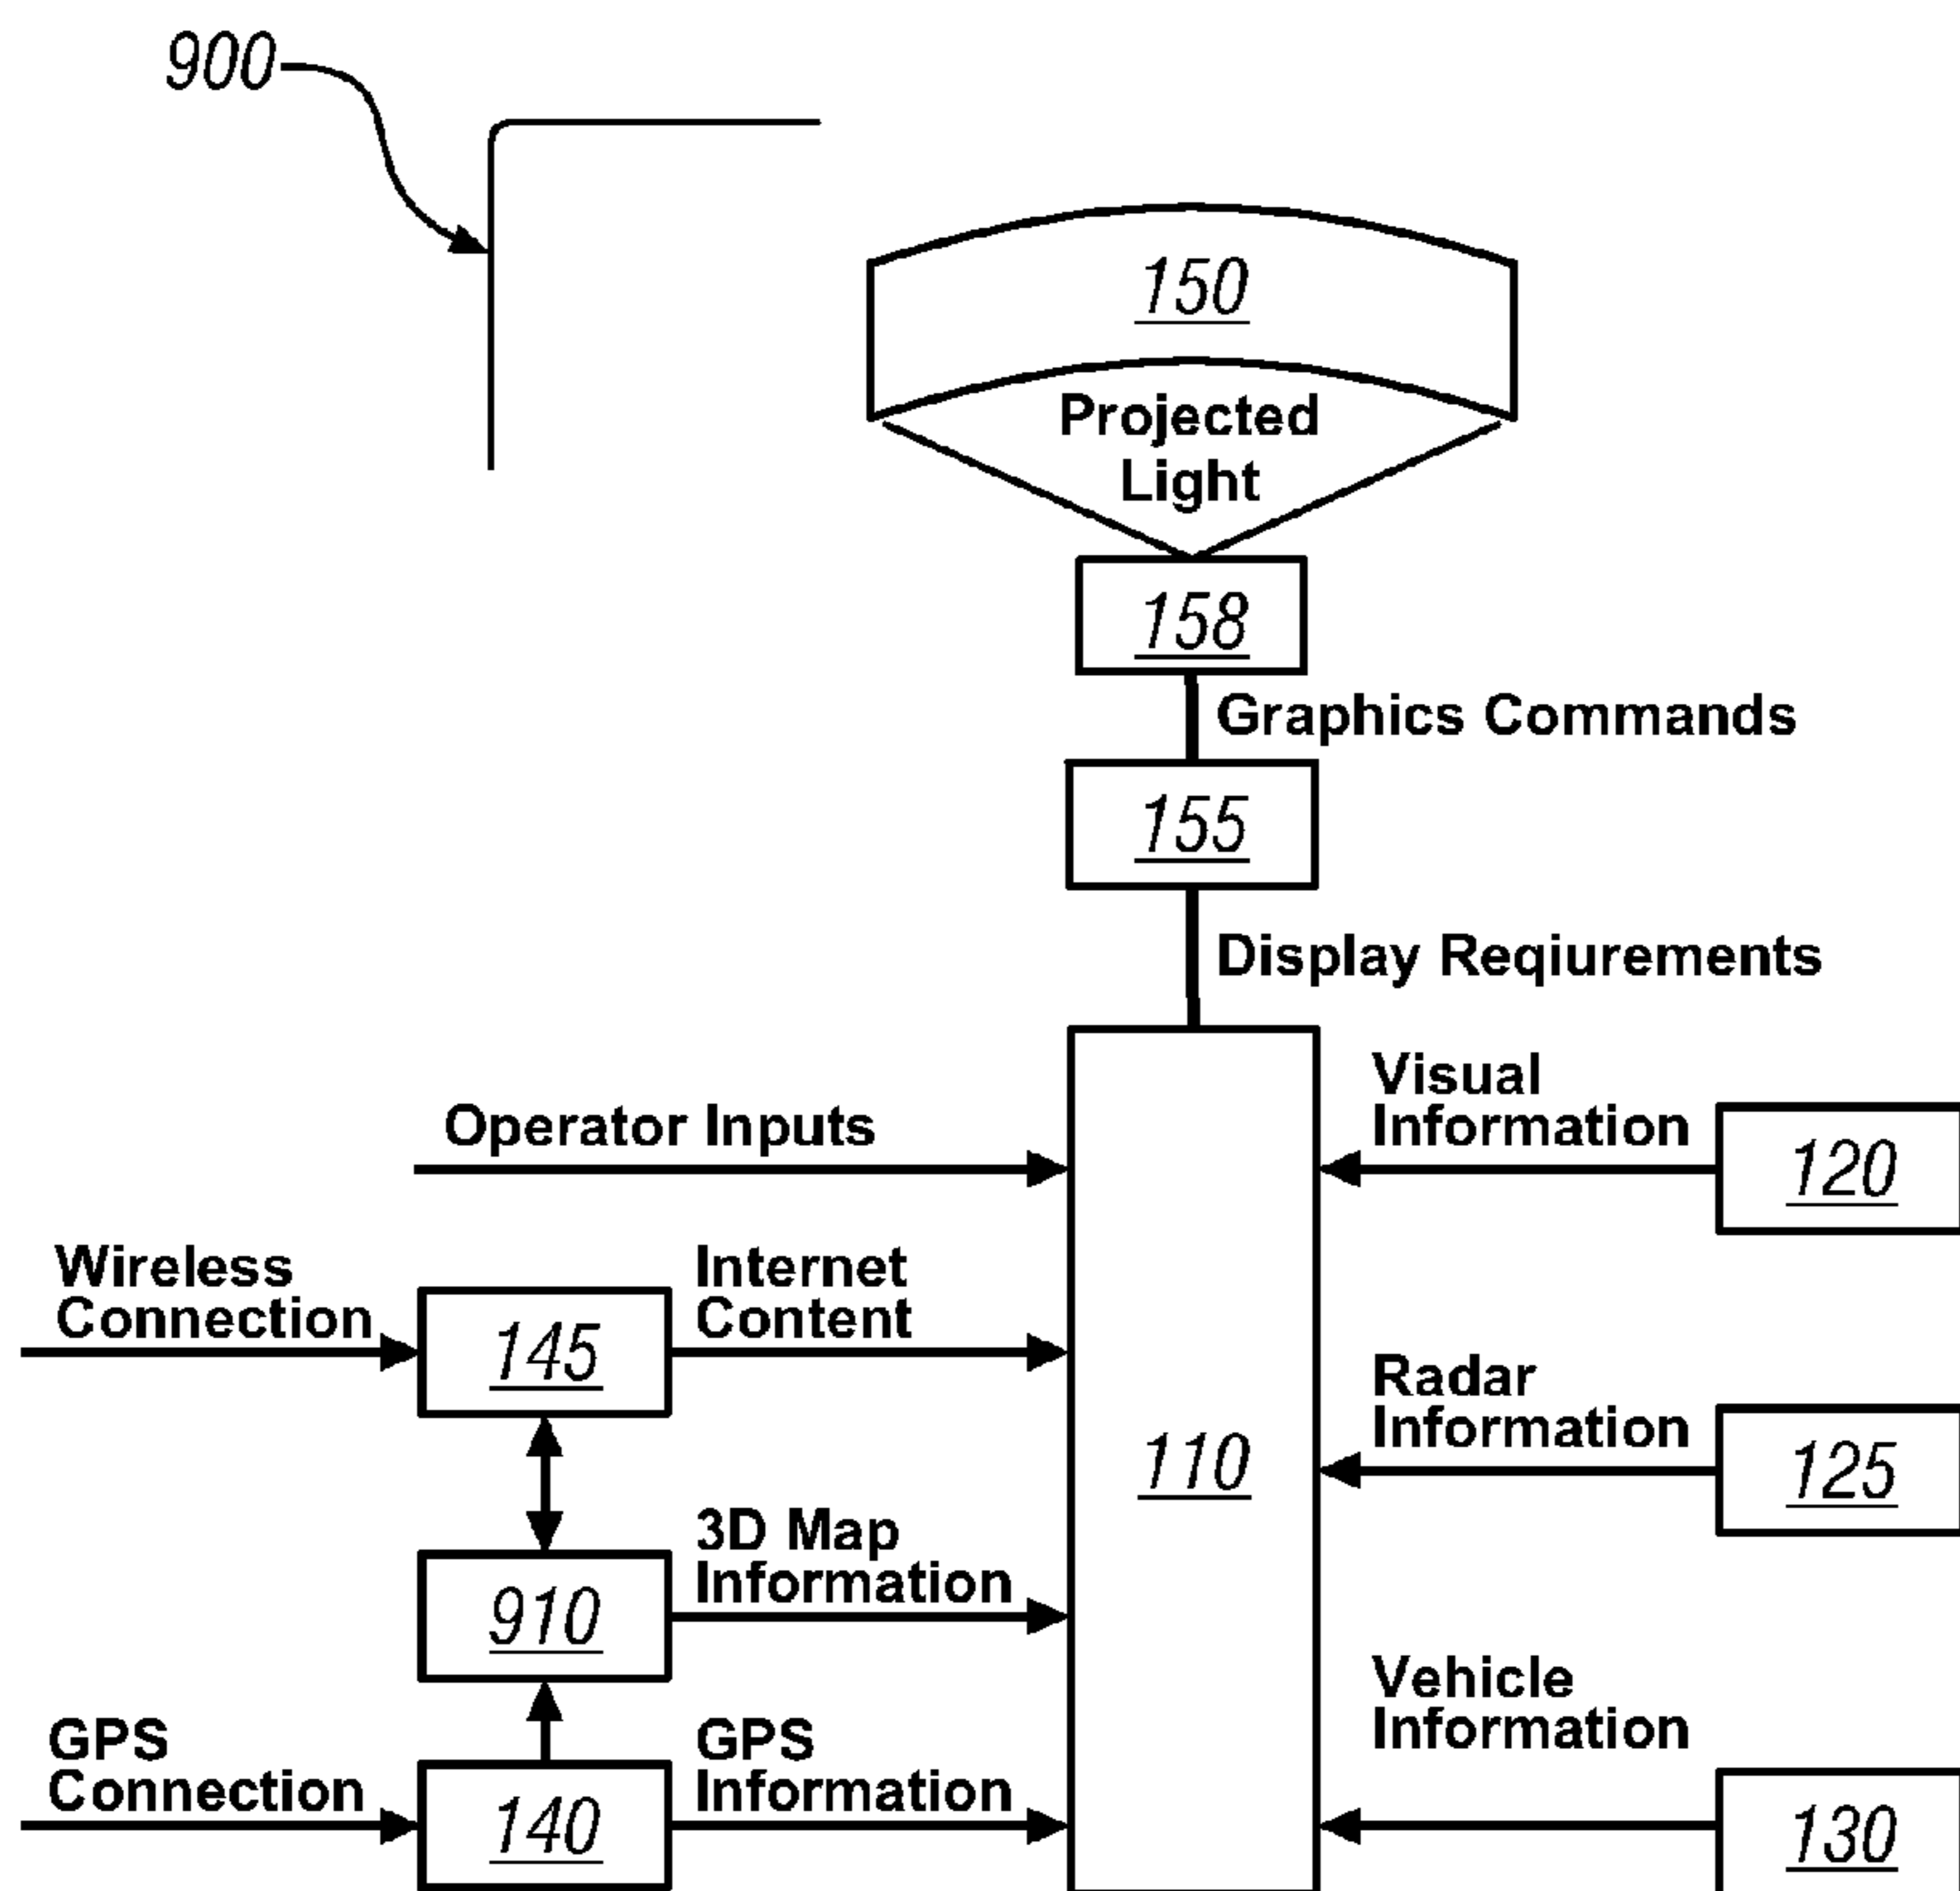 900
150
Projected
Light
158
Graphics Commands
155
Display Reqiurements
Operator Inputs
Visual
Information
120
Wireless
Connection
145
Internet
Content
110
Radar
Information
125
910
3D Map
Information
GPS
Connection
140
GPS
Information
Vehicle
Information
130